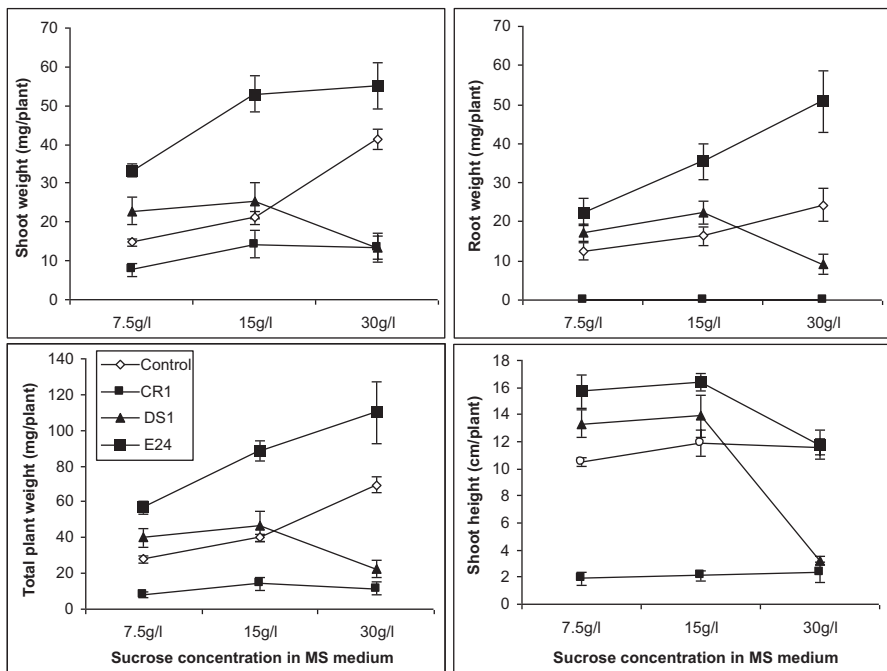 Shoot weight (mg/plant)
70
60
50
40
30
20
10
0
7.5g/l 15g/l 30g/l
Root weight (mg/plant)
70
60
50
40
30
20
10
0
7.5g/l 15g/l 30g/l
Total plant weight (mg/plant)
140
120
100
80
60
40
20
0
Control
CR1
DS1
E24
7.5g/l 15g/l 30g/l
Sucrose concentration in MS medium
Shoot height (cm/plant)
18
16
14
12
10
8
6
4
2
0
7.5g/l 15g/l 30g/l
Sucrose concentration in MS medium